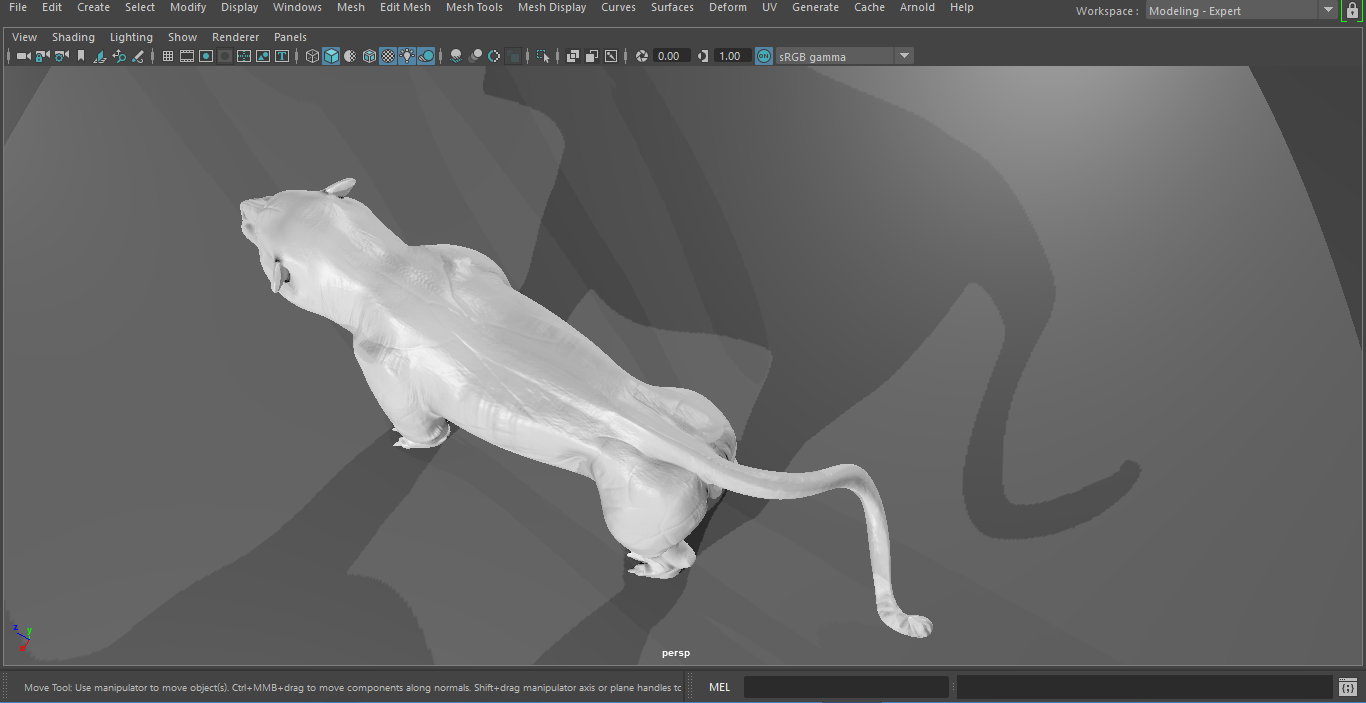 File Edit Create Select Modify Display Windows Mesh Edit Mesh Mesh Tools Mesh Display Curves Surfaces Deform UV Generate Cache Arnold Help Workspace : Modeling - Expert
View Shading Lighting Show Renderer Panels
0.00 1.00 ON sRGB gamma
z y
x
persp
Move Tool: Use manipulator to move object(s). Ctrl+MMB+drag to move components along normals. Shift+drag manipulator axis or plane handles tc MEL